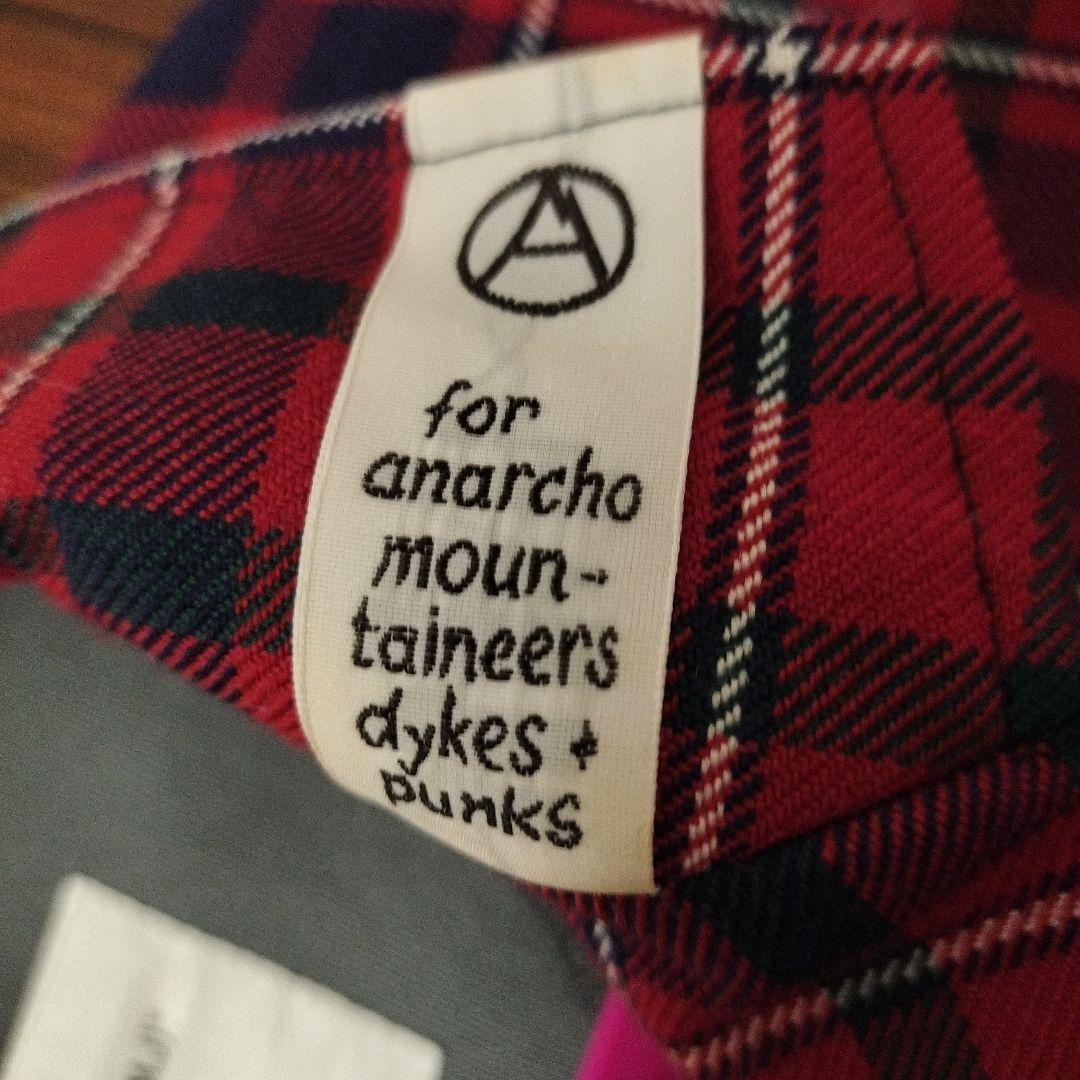 for
anarcho
moun-
taineers
dykes +
punks